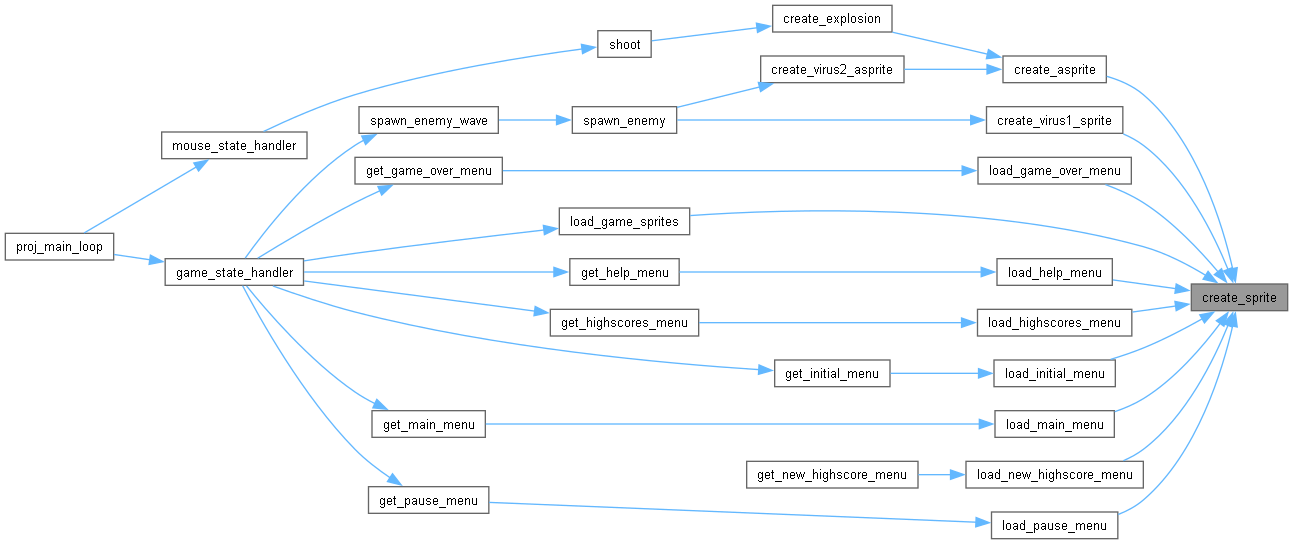 create_explosion
shoot
create_virus2_asprite
create_asprite
spawn_enemy_wave
spawn_enemy
create_virus1_sprite
mouse_state_handler
get_game_over_menu
load_game_over_menu
load_game_sprites
proj_main_loop
game_state_handler
get_help_menu
load_help_menu
create_sprite
get_highscores_menu
load_highscores_menu
get_initial_menu
load_initial_menu
get_main_menu
load_main_menu
get_new_highscore_menu
load_new_highscore_menu
get_pause_menu
load_pause_menu